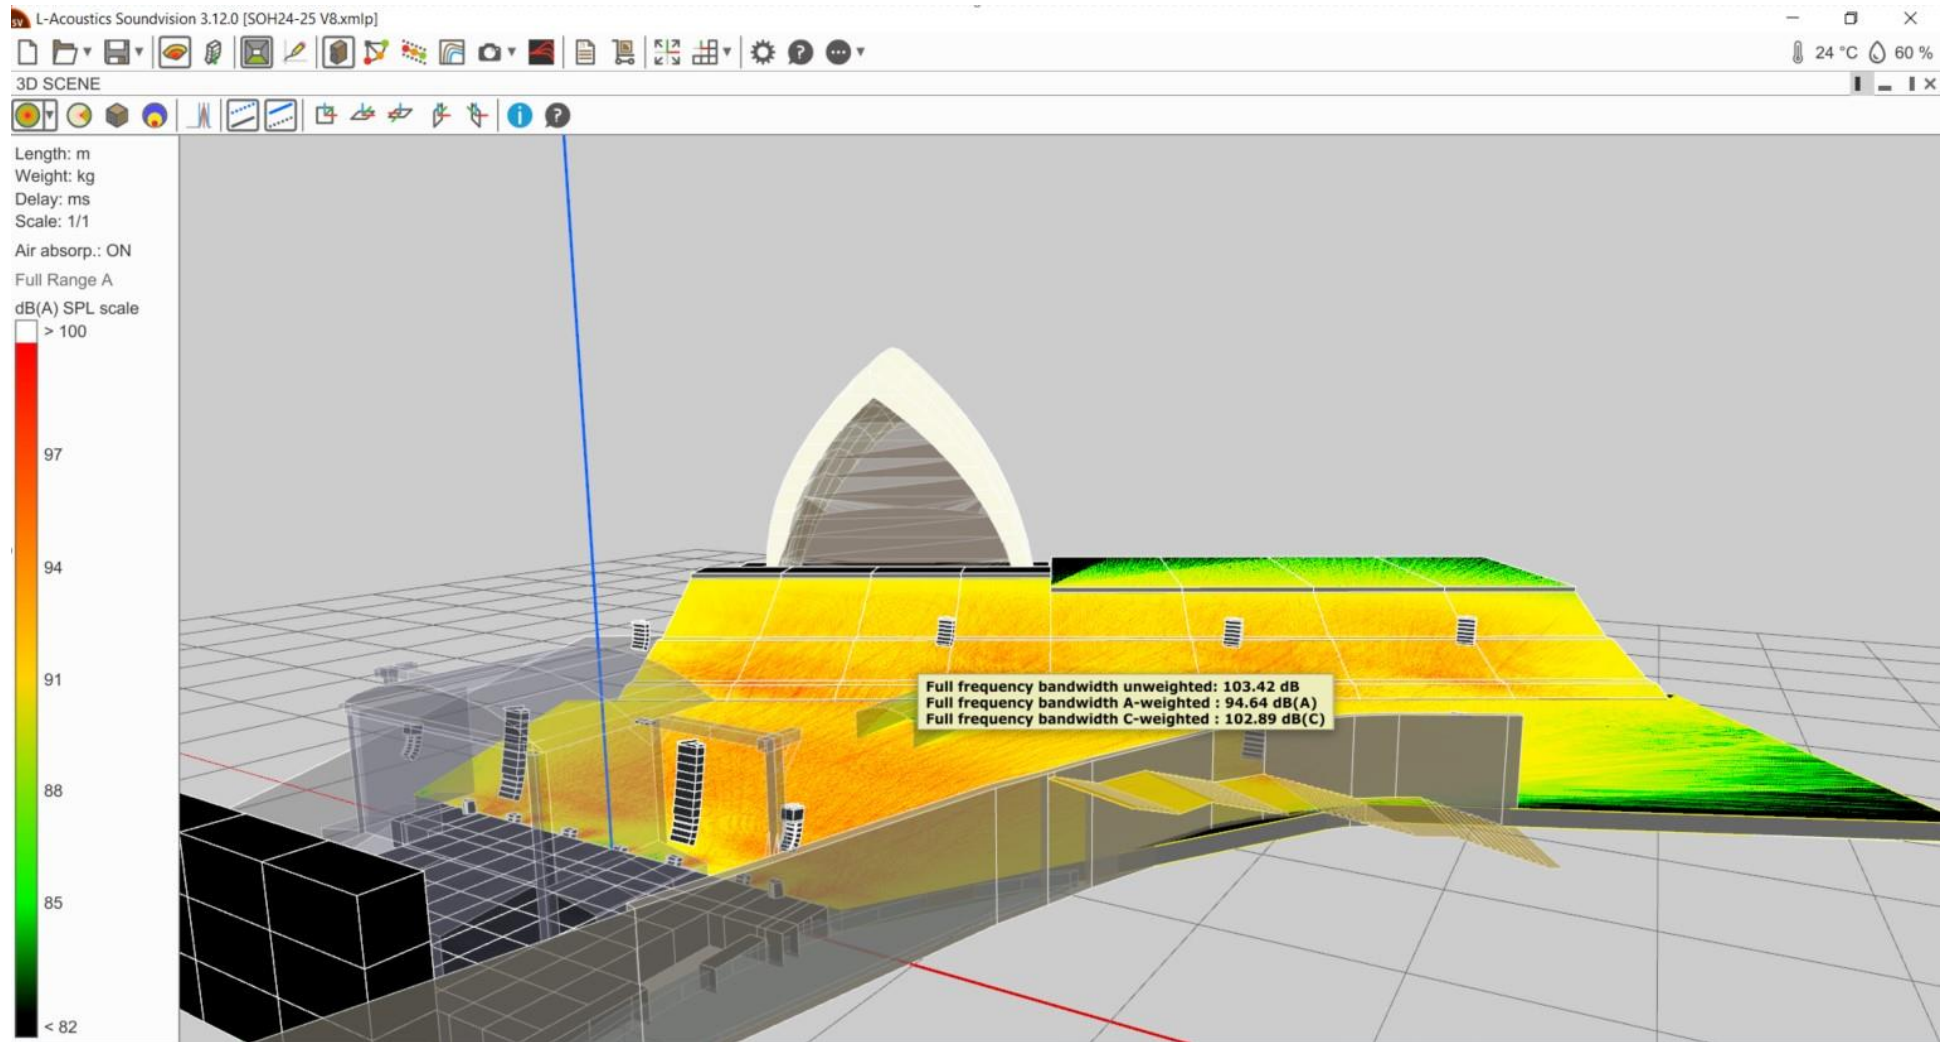 L-Acoustics Soundvision 3.12.0 [SOH24-25 V8.xmlp]
24 °C 60 %
3D SCENE
Length: m
Weight: kg
Delay: ms
Scale: 1/1
Air absorp.: ON
Full Range A
dB(A) SPL scale
> 100
97
94
91
88
85
< 82
Full frequency bandwidth unweighted: 103.42 dB
Full frequency bandwidth A-weighted : 94.64 dB(A)
Full frequency bandwidth C-weighted : 102.89 dB(C)